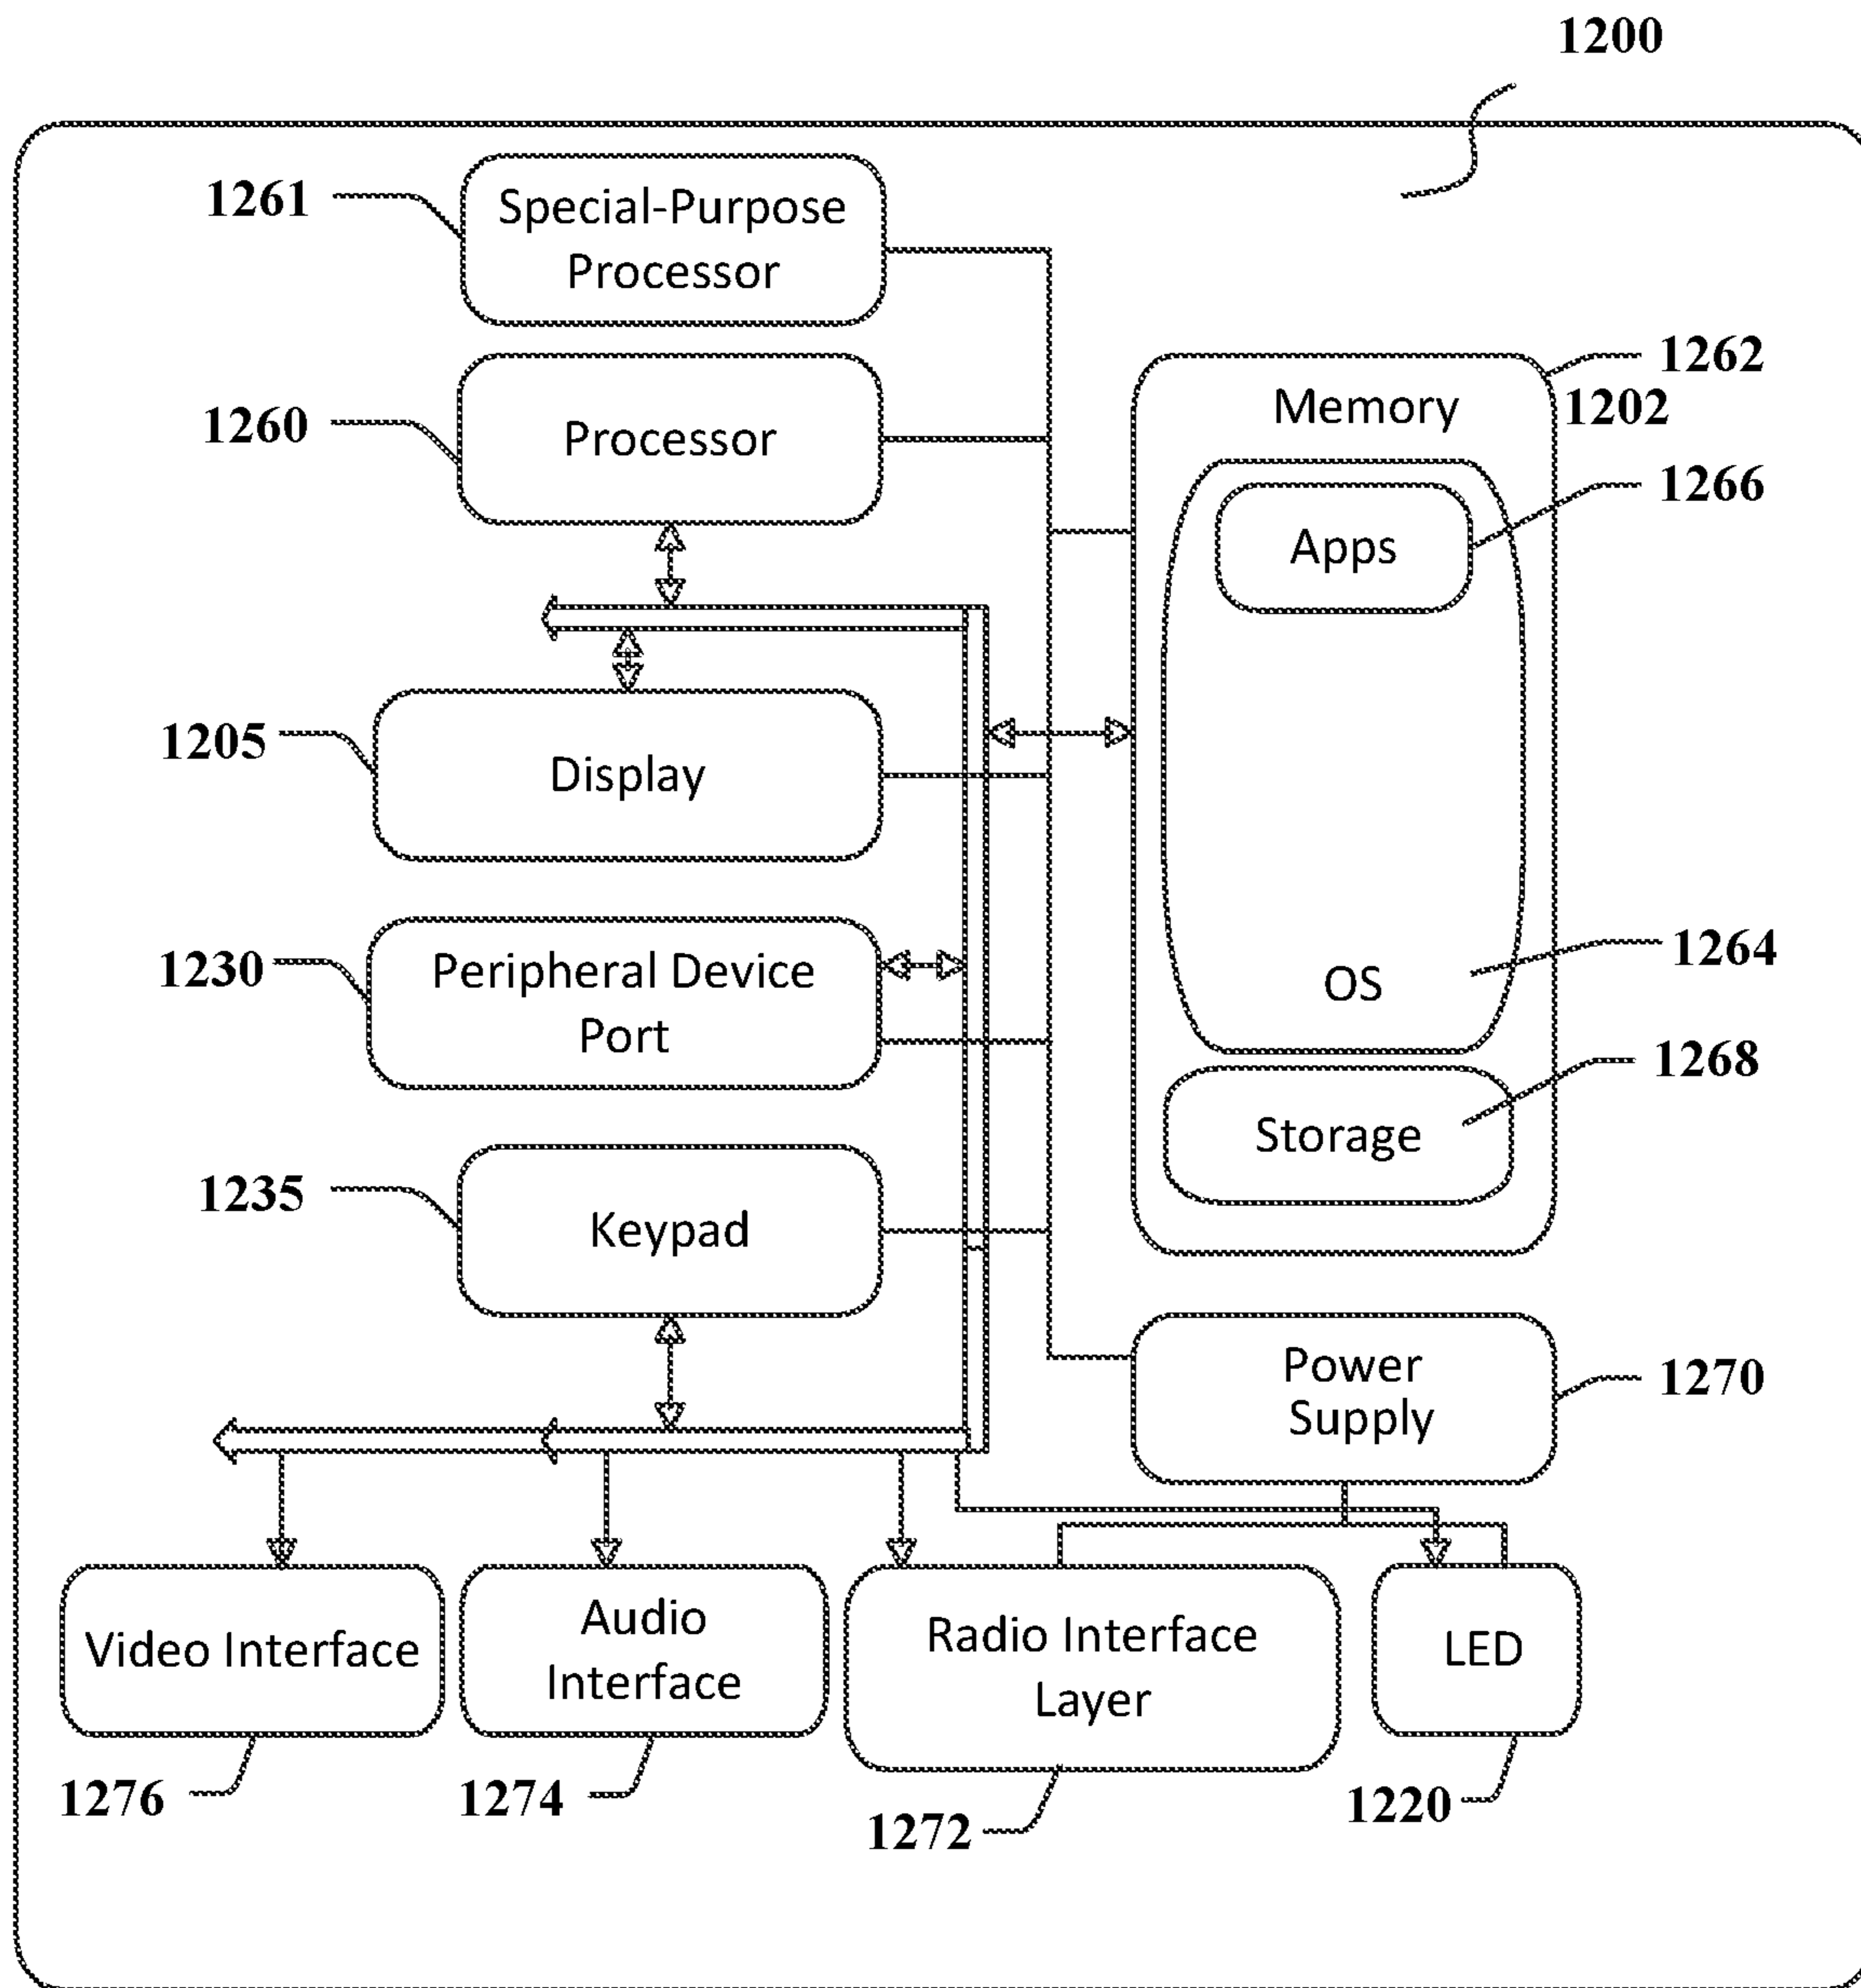 1200
1261
Special-Purpose
Processor
1262
1202
Memory
1260
Processor
1266
Apps
1205
Display
1230
Peripheral Device
Port
1264
OS
1268
Storage
1235
Keypad
Power
Supply
1270
Video Interface
Audio
Interface
Radio Interface
Layer
LED
1276
1274
1272
1220